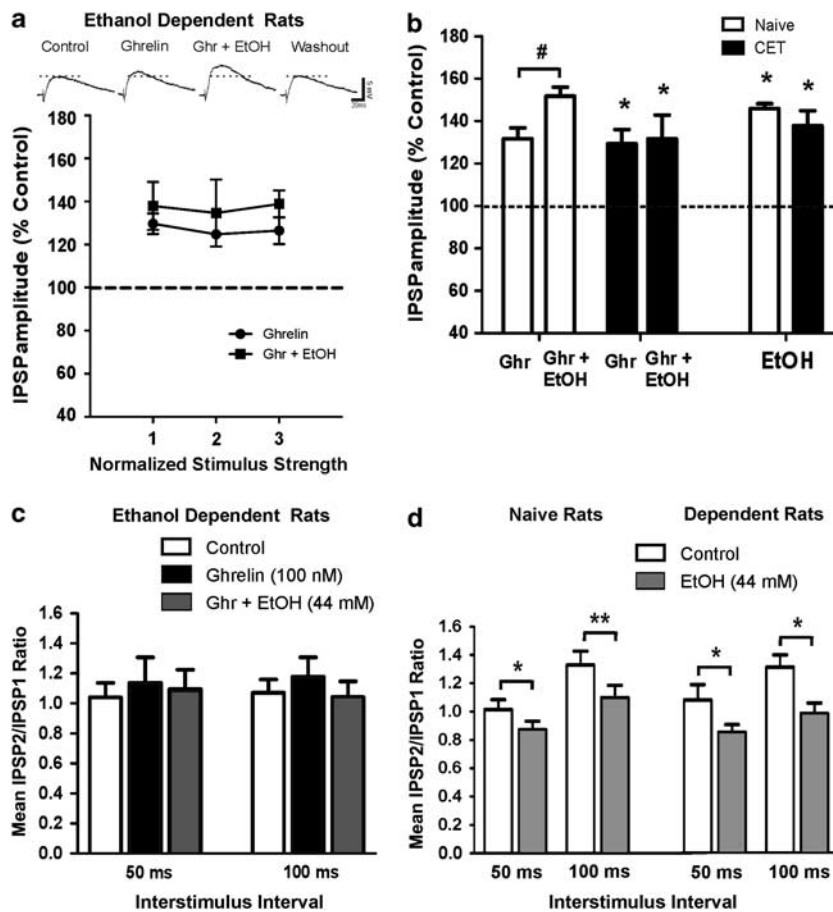 a
Ethanol Dependent Rats
Control Ghrelin Ghr + EtOH Washout
5 mV
20ms
IPSPamplitude (% Control)
180
160
140
120
100
80
60
40
Ghrelin
Ghr + EtOH
1 2 3
Normalized Stimulus Strength
b
Naive
CET
IPSPamplitude (% Control)
180
160
140
120
100
80
60
40
#
* * * *
Ghr Ghr + EtOH Ghr Ghr + EtOH EtOH
c
Ethanol Dependent Rats
Control
Ghrelin (100 nM)
Ghr + EtOH (44 mM)
Mean IPSP2/IPSP1 Ratio
1.6
1.4
1.2
1.0
0.8
0.6
0.4
0.2
0.0
50 ms 100 ms
Interstimulus Interval
d
Naive Rats Dependent Rats
Control
EtOH (44 mM)
Mean IPSP2/IPSP1 Ratio
1.6
1.4
1.2
1.0
0.8
0.6
0.4
0.2
0.0
* ** * *
50 ms 100 ms 50 ms 100 ms
Interstimulus Interval